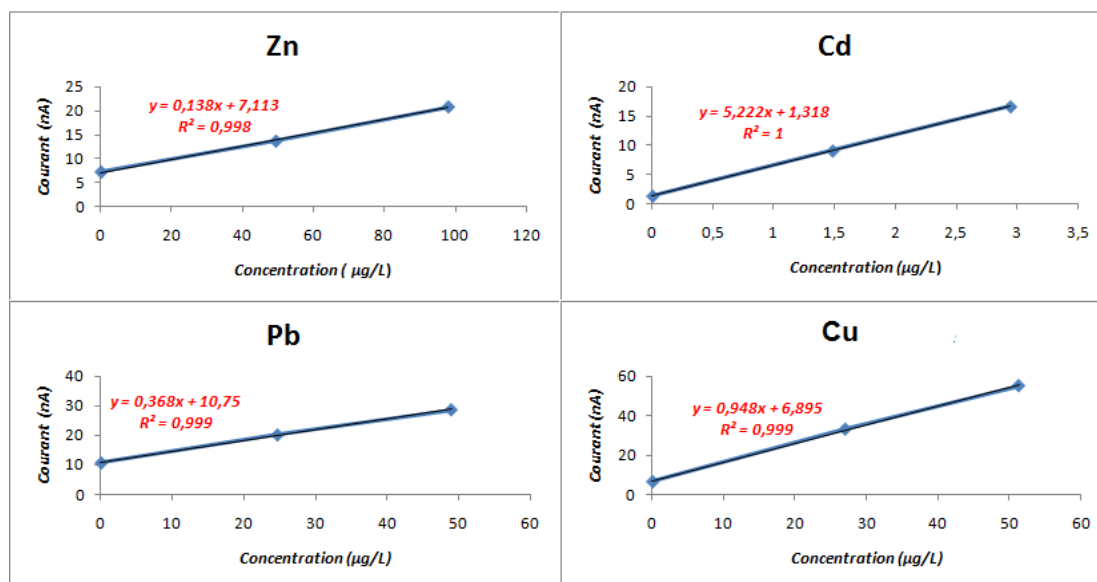 Zn
y = 0,138x + 7,113
R² = 0,998
Courant (nA)
25
20
15
10
5
0
0 20 40 60 80 100 120
Concentration ( µg/L)
Cd
y = 5,222x + 1,318
R² = 1
Courant (nA)
20
15
10
5
0
0 0,5 1 1,5 2 2,5 3 3,5
Concentration (µg/L)
Pb
y = 0,368x + 10,75
R² = 0,999
Courant (nA)
40
30
20
10
0
0 10 20 30 40 50 60
Concentration (µg/L)
Cu
y = 0,948x + 6,895
R² = 0,999
Courant (nA)
60
40
20
0
0 10 20 30 40 50 60
Concentration (µg/L)